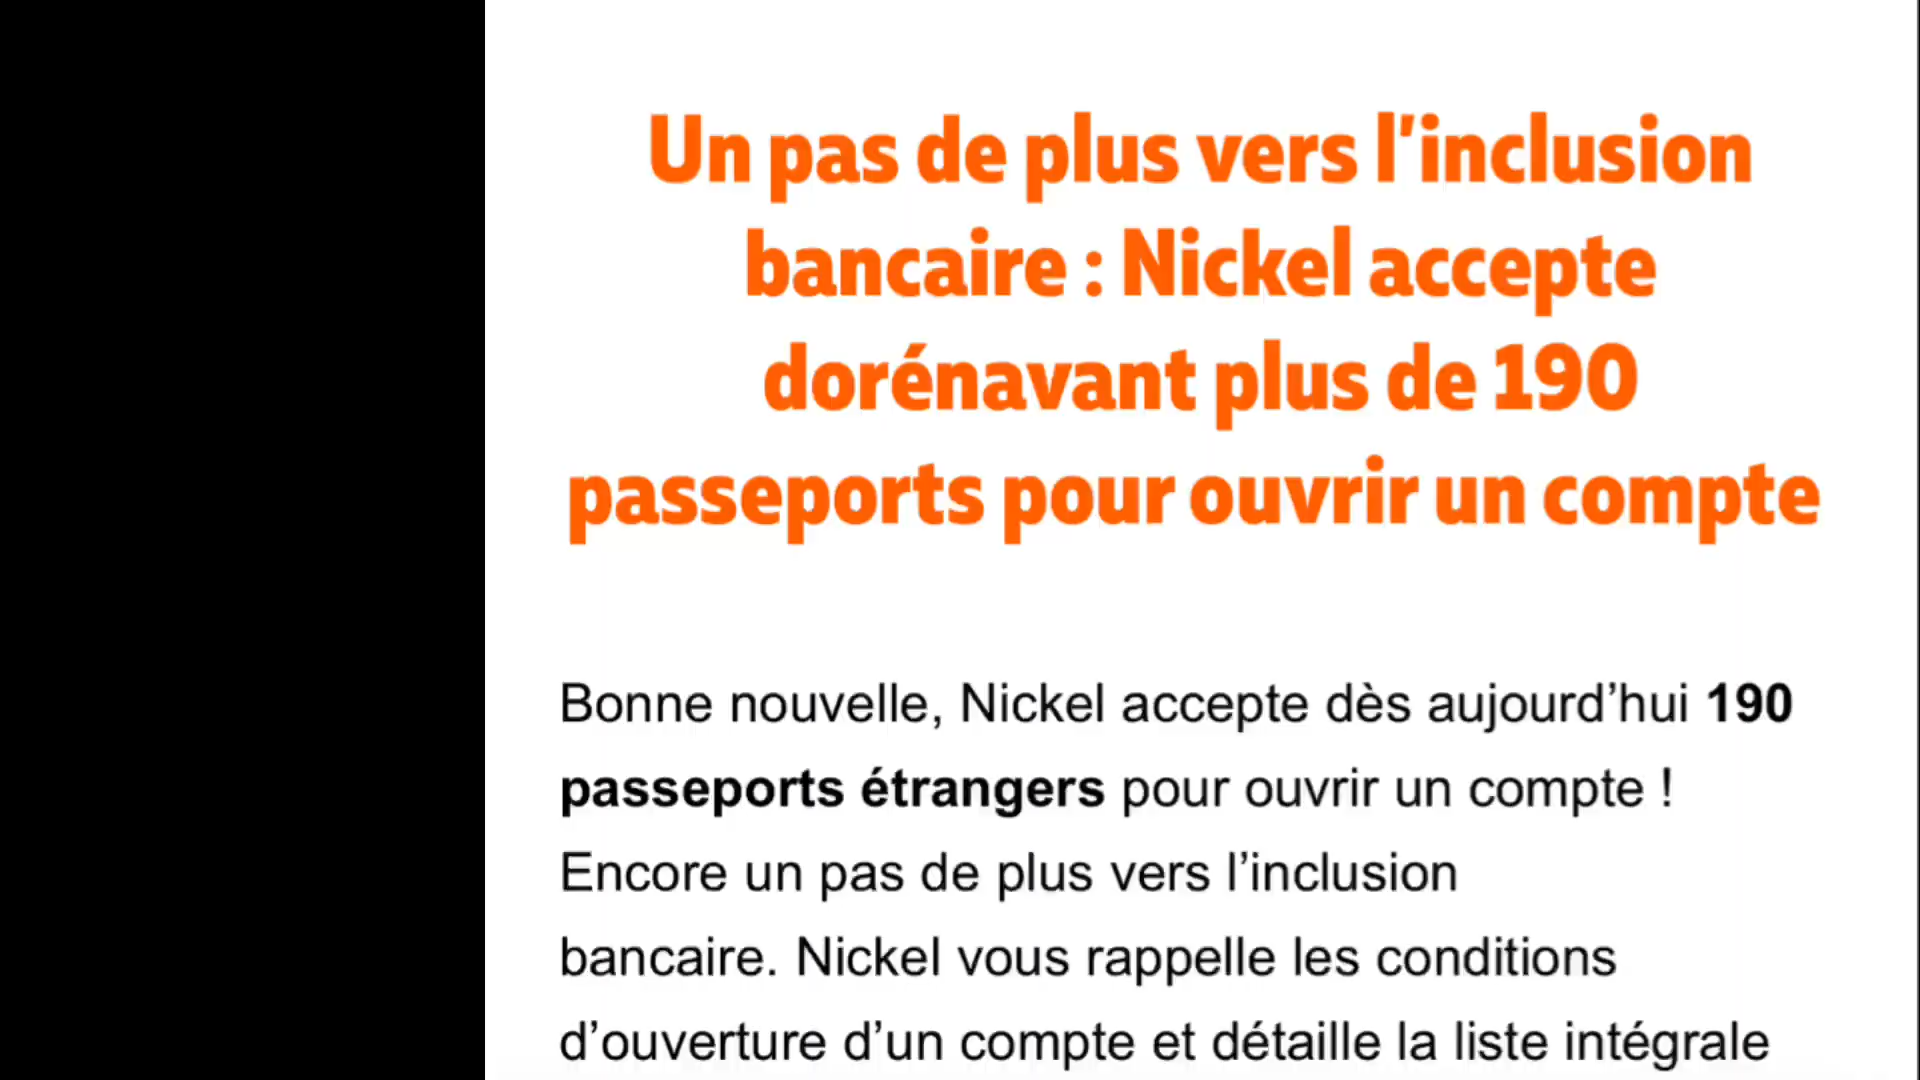 Un pas de plus vers l'inclusion
bancaire : Nickel accepte
dorénavant plus de 190
passeports pour ouvrir un compte
Bonne nouvelle, Nickel accepte dès aujourd’hui 190
passeports étrangers pour ouvrir un compte !
Encore un pas de plus vers l’inclusion
bancaire. Nickel vous rappelle les conditions
d’ouverture d’un compte et détaille la liste intégrale